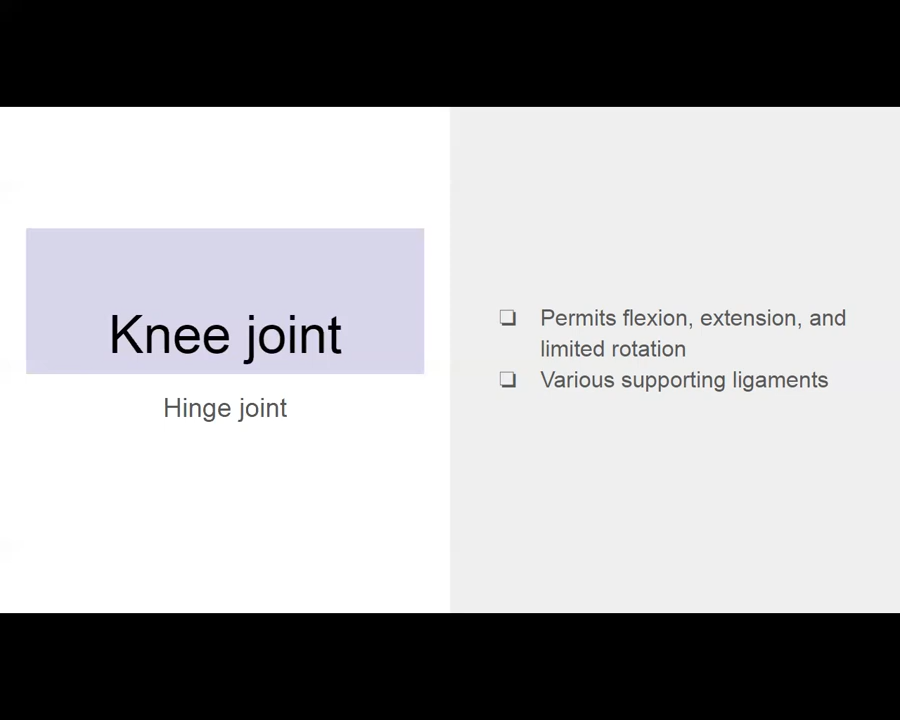 Knee joint
Hinge joint
❏ Permits flexion, extension, and
limited rotation
❏ Various supporting ligaments